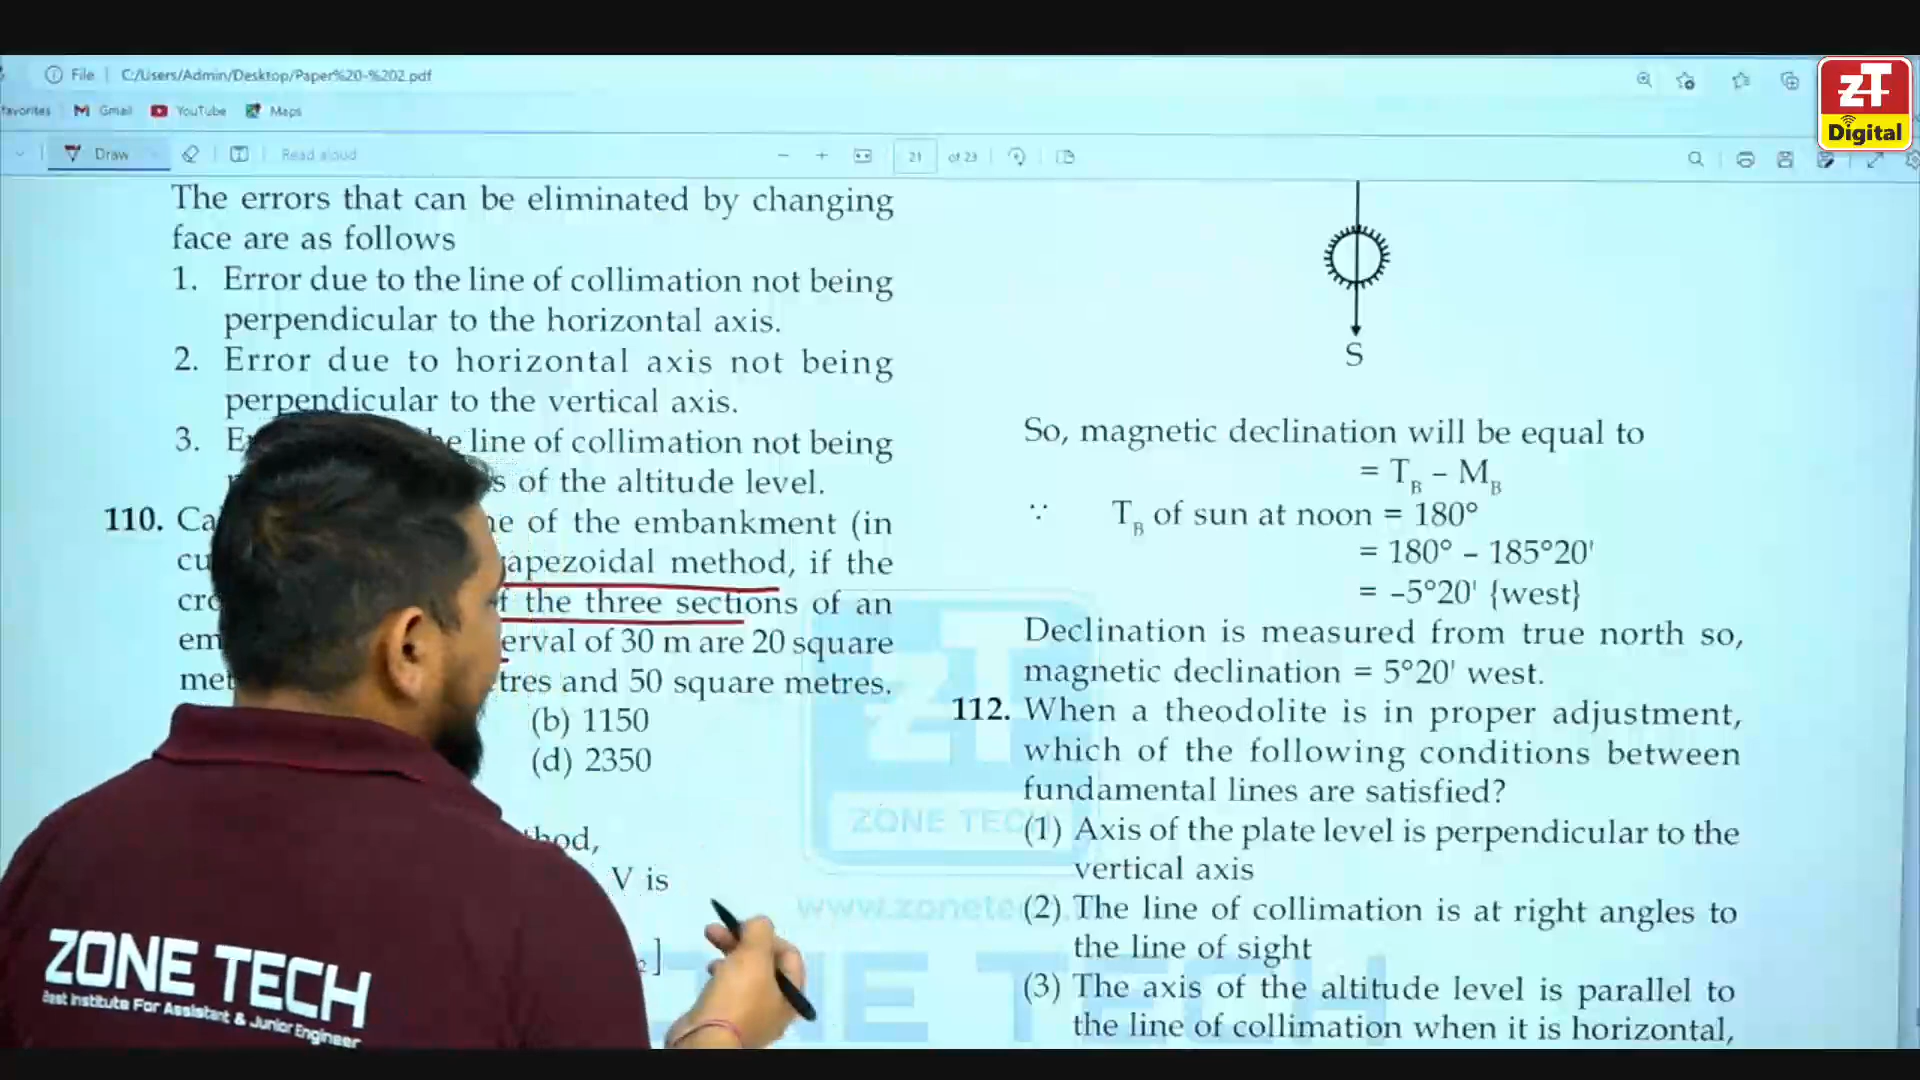 File | C:/Users/Admin/Desktop/Paper%20-%202.pdf
favorites Gmail YouTube Maps
Draw Read aloud 21 of 23
zT Digital
The errors that can be eliminated by changing
face are as follows
1. Error due to the line of collimation not being
perpendicular to the horizontal axis.
2. Error due to horizontal axis not being
perpendicular to the vertical axis.
3. line of collimation not being
of the altitude level.
110. of the embankment (in
method, if the
the three sections of an
of 30 m are 20 square
and 50 square metres.
(b) 1150
(d) 2350
V is
S
So, magnetic declination will be equal to
= T_B – M_B
∵ T_B of sun at noon = 180°
= 180° – 185°20'
= –5°20' {west}
Declination is measured from true north so,
magnetic declination = 5°20' west.
112. When a theodolite is in proper adjustment,
which of the following conditions between
fundamental lines are satisfied?
(1) Axis of the plate level is perpendicular to the
vertical axis
(2) The line of collimation is at right angles to
the line of sight
(3) The axis of the altitude level is parallel to
the line of collimation when it is horizontal,
zT
ZONE TECH
ZONE TECH
Best Institute For Assistant & Junior Engineer